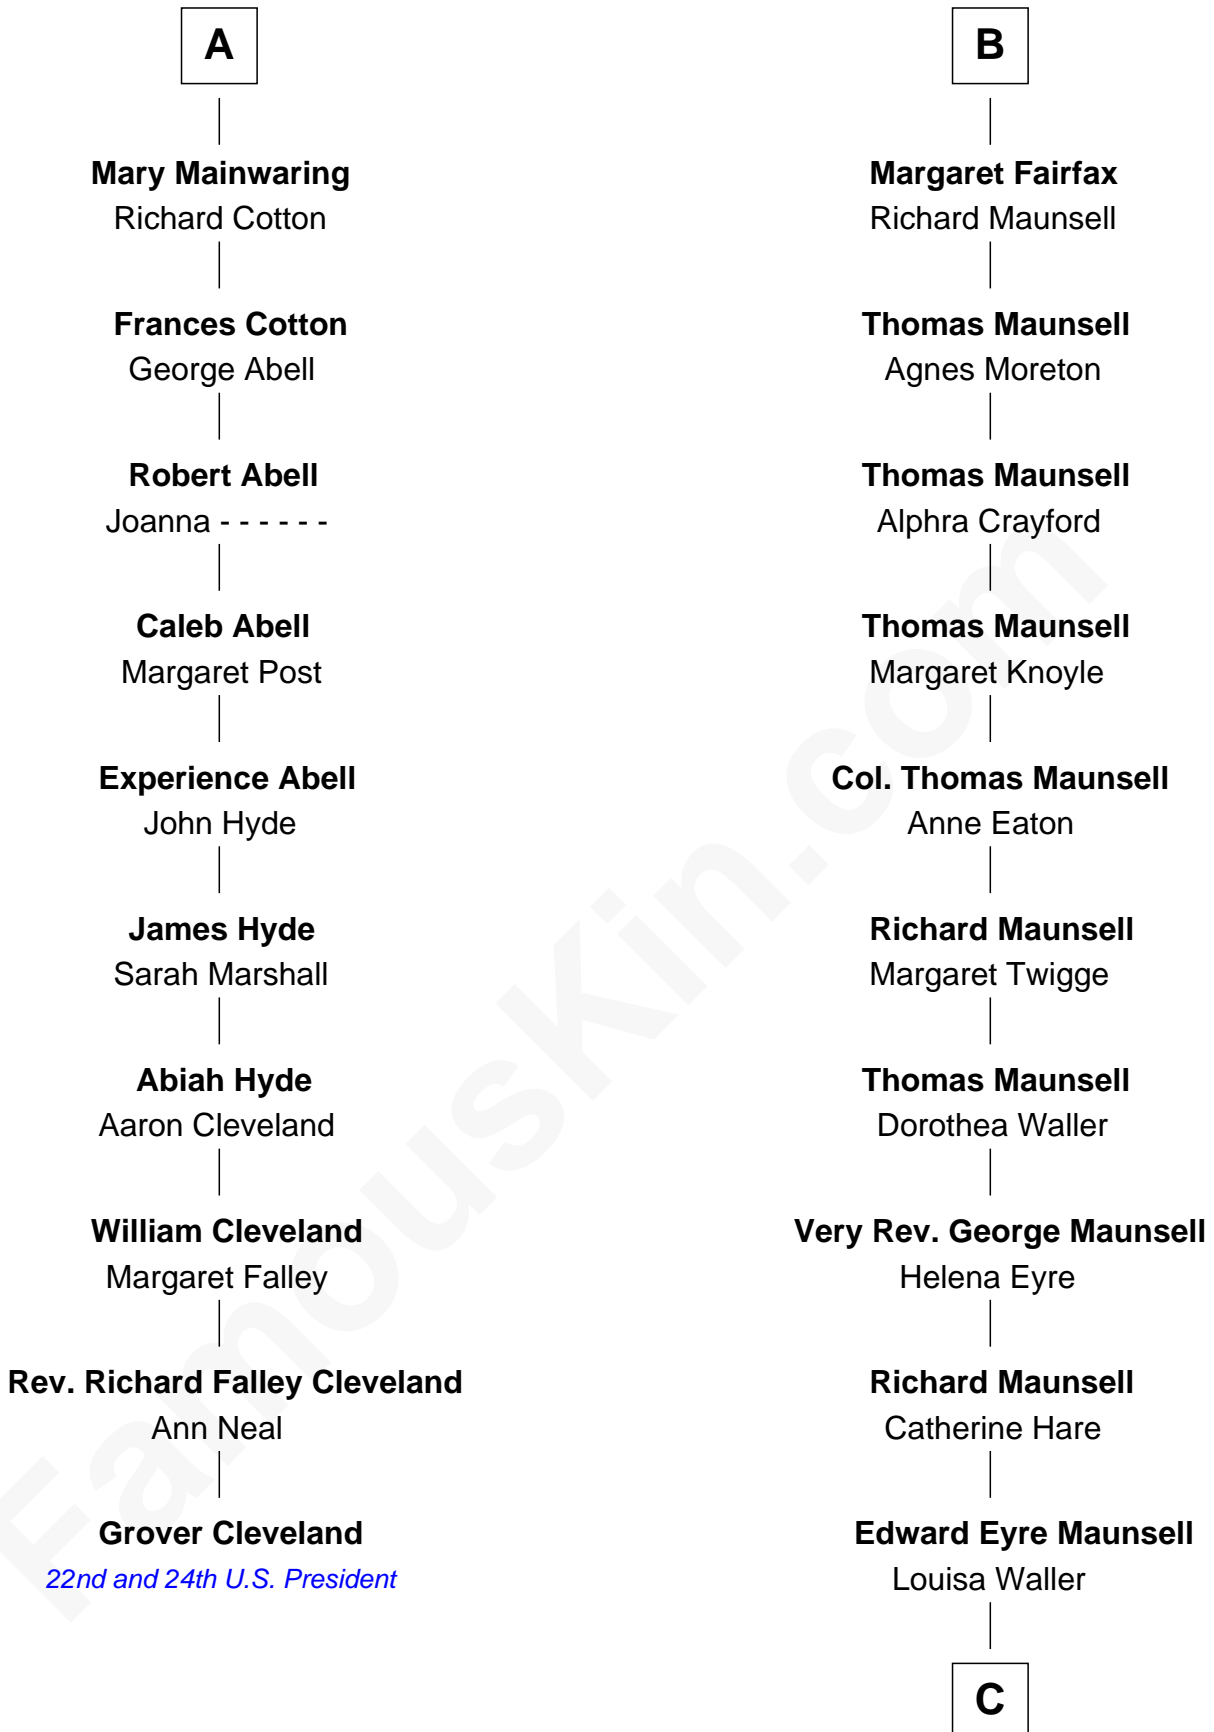 A
Mary Mainwaring
Richard Cotton
Frances Cotton
George Abell
Robert Abell
Joanna - - - - - -
Caleb Abell
Margaret Post
Experience Abell
John Hyde
James Hyde
Sarah Marshall
Abiah Hyde
Aaron Cleveland
William Cleveland
Margaret Falley
Rev. Richard Falley Cleveland
Ann Neal
Grover Cleveland
22nd and 24th U.S. President
B
Margaret Fairfax
Richard Maunsell
Thomas Maunsell
Agnes Moreton
Thomas Maunsell
Alphra Crayford
Thomas Maunsell
Margaret Knoyle
Col. Thomas Maunsell
Anne Eaton
Richard Maunsell
Margaret Twigge
Thomas Maunsell
Dorothea Waller
Very Rev. George Maunsell
Helena Eyre
Richard Maunsell
Catherine Hare
Edward Eyre Maunsell
Louisa Waller
C
FamousKin.com